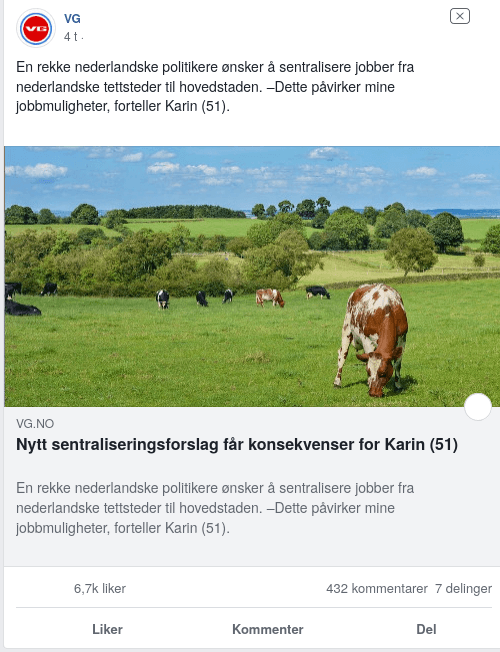 VG
VG
4 t ·
En rekke nederlandske politikere ønsker å sentralisere jobber fra
nederlandske tettsteder til hovedstaden. –Dette påvirker mine
jobbmuligheter, forteller Karin (51).
VG.NO
Nytt sentraliseringsforslag får konsekvenser for Karin (51)
En rekke nederlandske politikere ønsker å sentralisere jobber fra
nederlandske tettsteder til hovedstaden. –Dette påvirker mine
jobbmuligheter, forteller Karin (51).
6,7k liker
432 kommentarer 7 delinger
Liker Kommenter Del